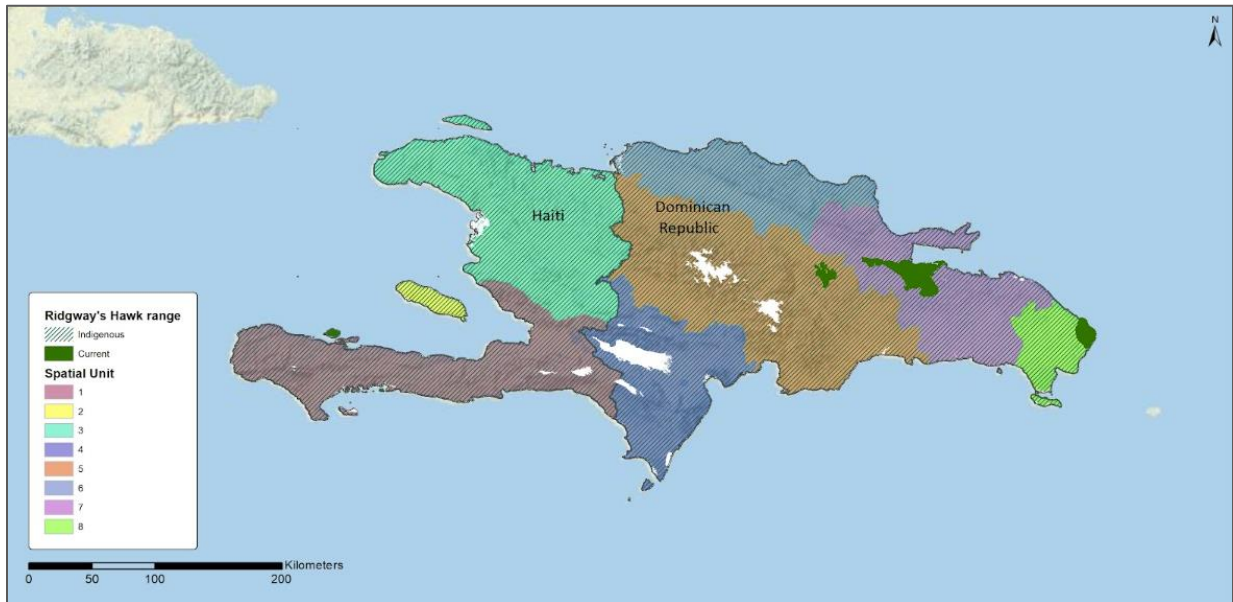 N
Haiti
Dominican
Republic
Ridgway's Hawk range
Indigenous
Current
Spatial Unit
1
2
3
4
5
6
7
8
Kilometers
0 50 100 200